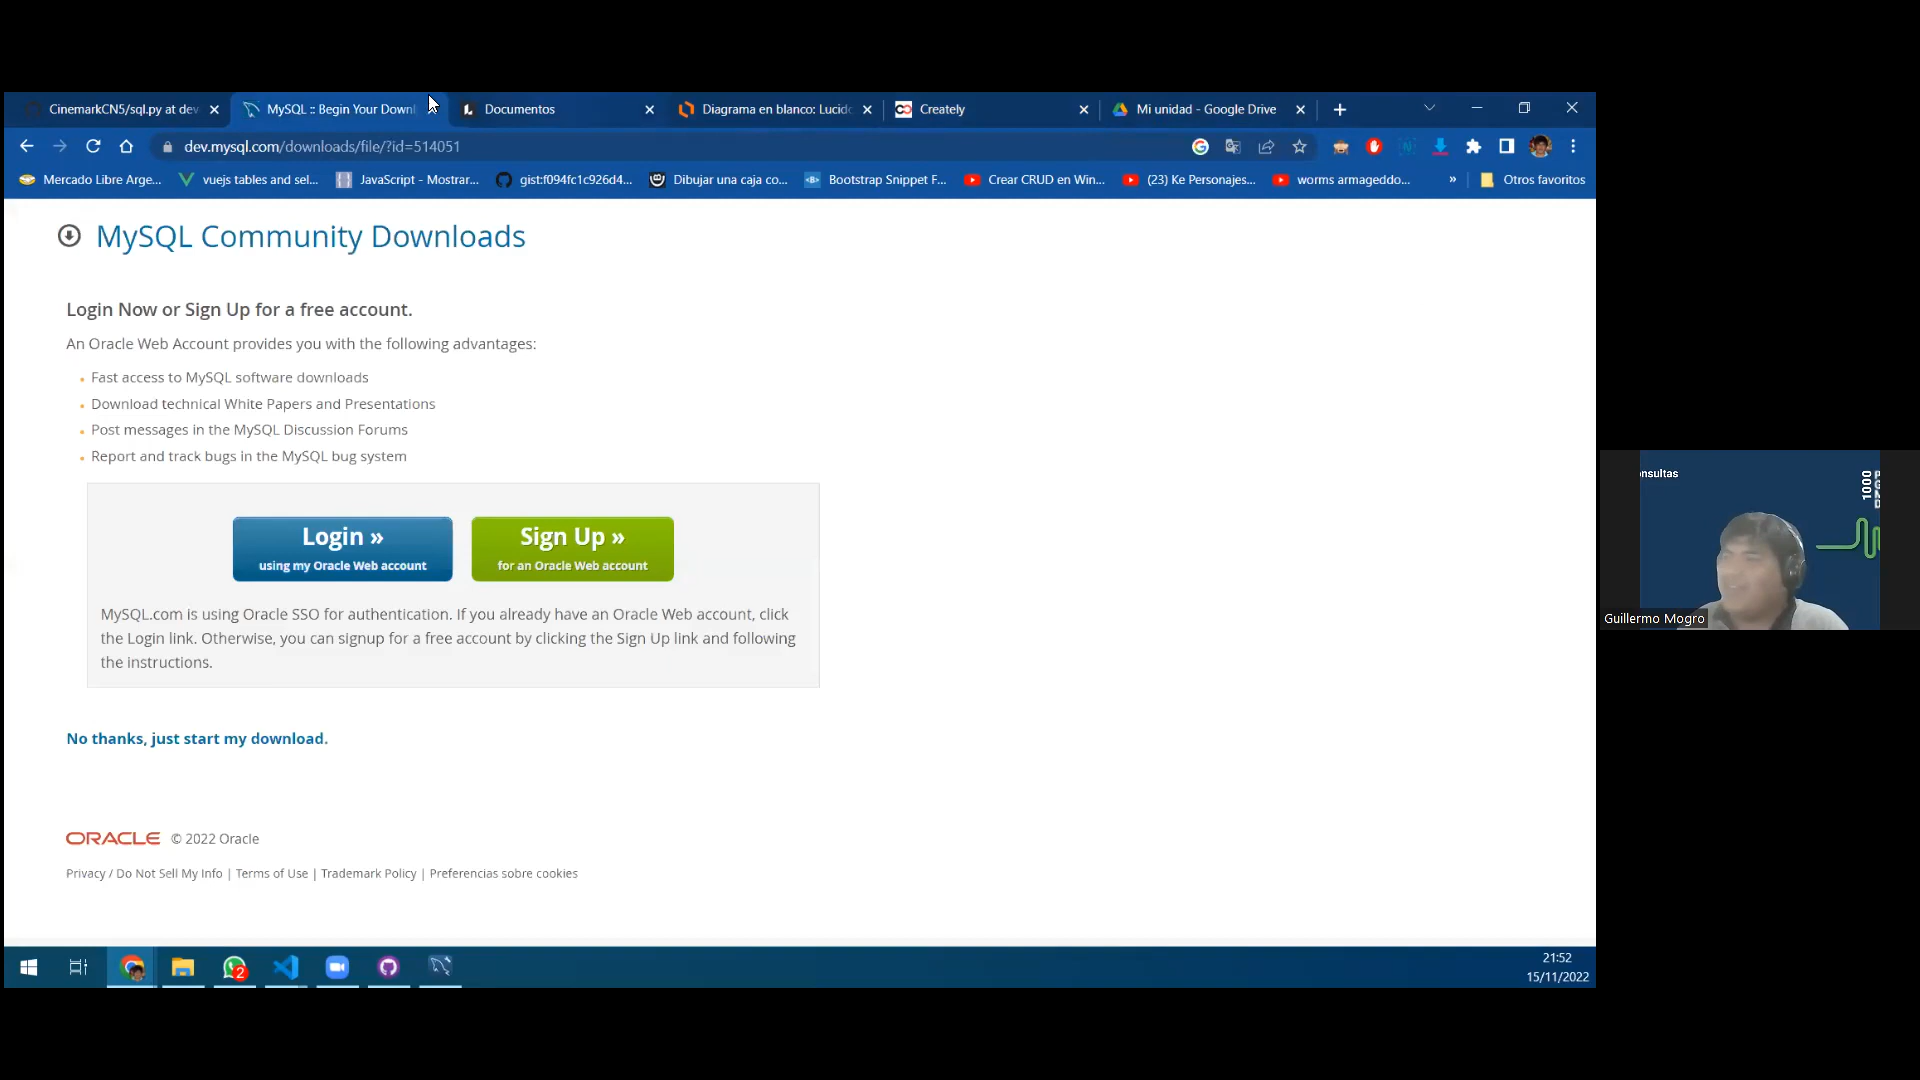 CinemarkCN5/sql.py at dev
MySQL :: Begin Your Downl
Documentos
Diagrama en blanco: Lucid
Creately
Mi unidad - Google Drive
dev.mysql.com/downloads/file/?id=514051
Mercado Libre Arge...
vuejs tables and sel...
JavaScript - Mostrar...
gist:f094fc1c926d4...
Dibujar una caja co...
Bootstrap Snippet F...
Crear CRUD en Win...
(23) Ke Personajes...
worms armageddo...
»
Otros favoritos
MySQL Community Downloads
Login Now or Sign Up for a free account.
An Oracle Web Account provides you with the following advantages:
Fast access to MySQL software downloads
Download technical White Papers and Presentations
Post messages in the MySQL Discussion Forums
Report and track bugs in the MySQL bug system
Login »
using my Oracle Web account
Sign Up »
for an Oracle Web account
MySQL.com is using Oracle SSO for authentication. If you already have an Oracle Web account, click
the Login link. Otherwise, you can signup for a free account by clicking the Sign Up link and following
the instructions.
No thanks, just start my download.
ORACLE © 2022 Oracle
Privacy / Do Not Sell My Info | Terms of Use | Trademark Policy | Preferencias sobre cookies
2
21:52
15/11/2022
nsultas
1000
Guillermo Mogro